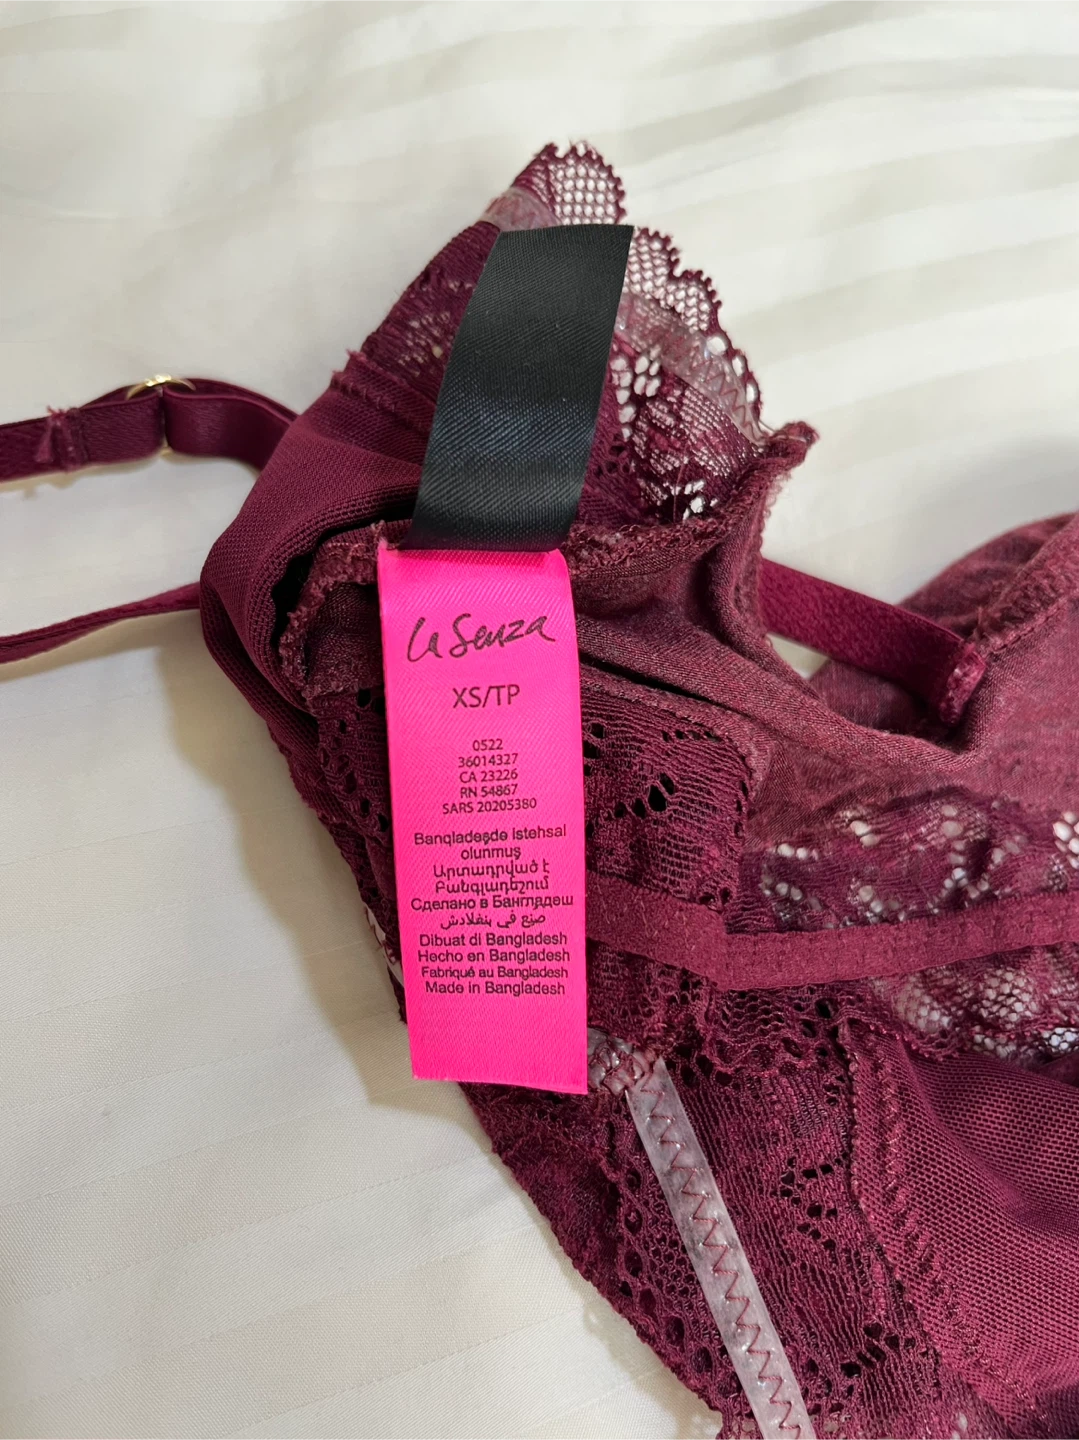 La Senza
XS/TP
0522
36014327
CA 23226
RN 54867
SARS 20205380
Banqladeşde istehsal
olunmuş
Արտադրված է
Բանգլադեշում
Сделано в Бангладеш
صنع في بنغلادش
Dibuat di Bangladesh
Hecho en Bangladesh
Fabriqué au Bangladesh
Made in Bangladesh